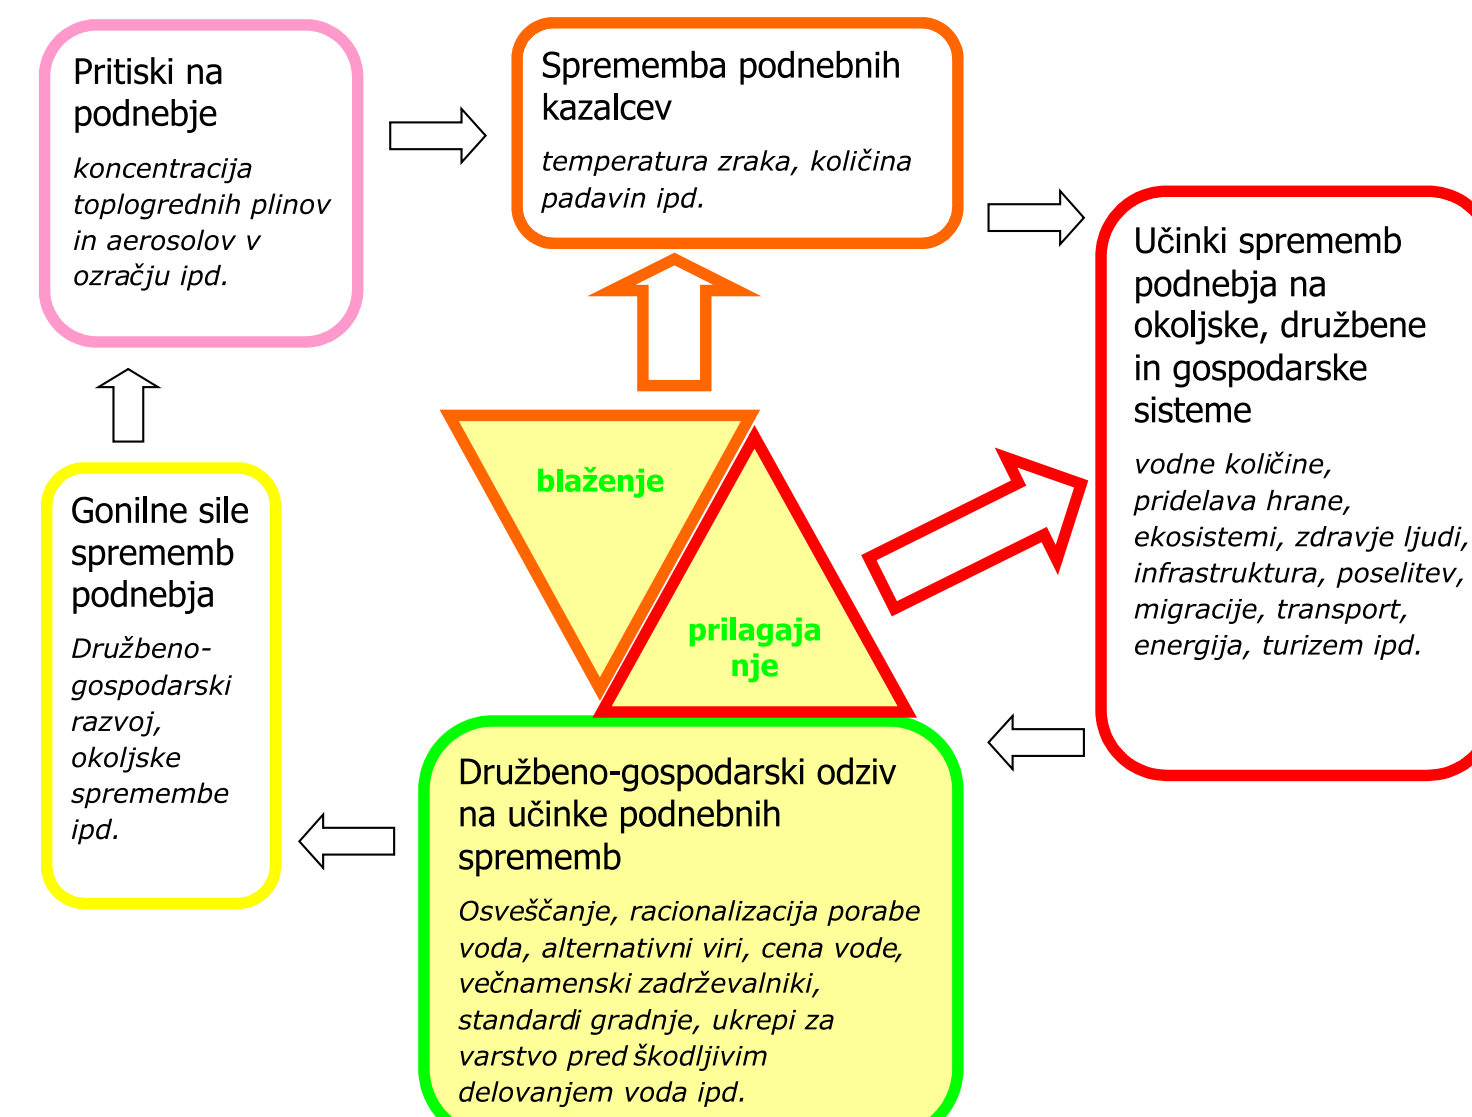 Pritiski na
podnebje
koncentracija
toplogrednih plinov
in aerosolov v
ozračju ipd.
Sprememba podnebnih
kazalcev
temperatura zraka, količina
padavin ipd.
Učinki sprememb
podnebja na
okoljske, družbene
in gospodarske
sisteme
vodne količine,
pridelava hrane,
ekosistemi, zdravje ljudi,
infrastruktura, poselitev,
migracije, transport,
energija, turizem ipd.
blaženje
prilagaja
nje
Gonilne sile
sprememb
podnebja
Družbeno-
gospodarski
razvoj,
okoljske
spremembe
ipd.
Družbeno-gospodarski odziv
na učinke podnebnih
sprememb
Osveščanje, racionalizacija porabe
voda, alternativni viri, cena vode,
večnamenski zadrževalniki,
standardi gradnje, ukrepi za
varstvo pred škodljivim
delovanjem voda ipd.